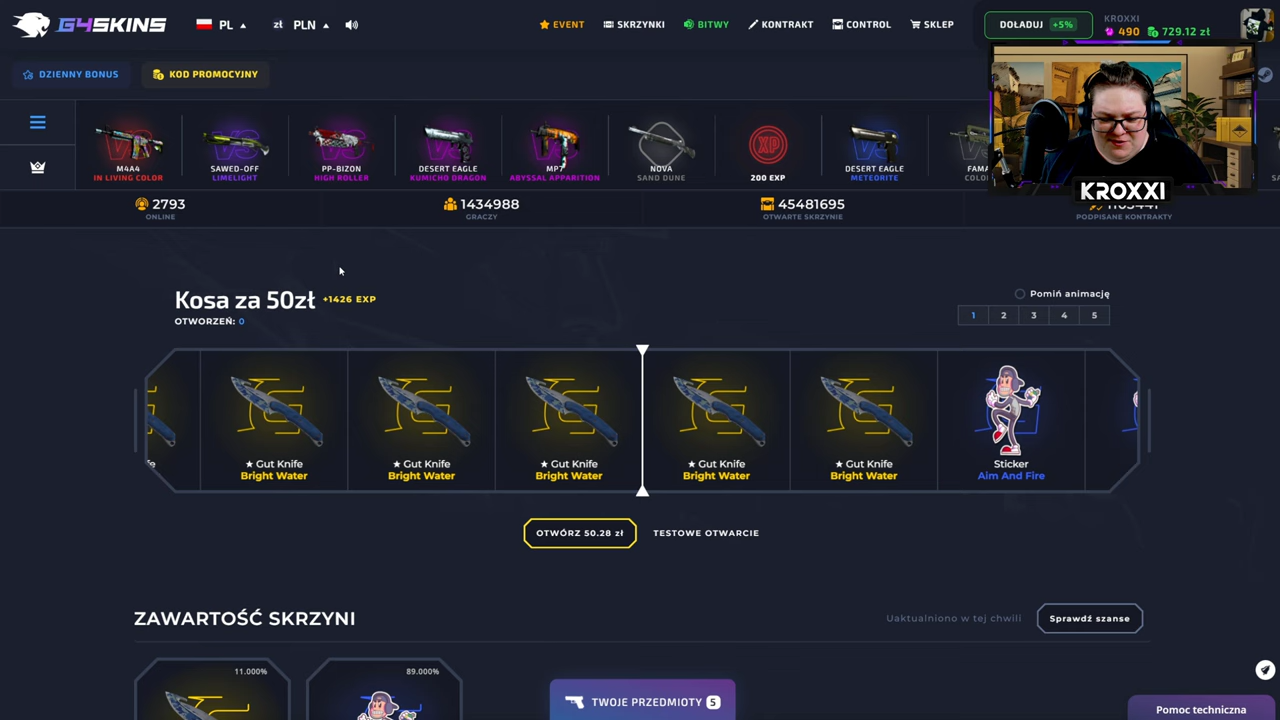 G4SKINS
PL
zł PLN
EVENT
SKRZYNKI
BITWY
KONTRAKT
CONTROL
SKLEP
DOŁADUJ +5%
KROXXI
490
729.12 zł
DZIENNY BONUS
KOD PROMOCYJNY
M4A4
IN LIVING COLOR
SAWED-OFF
LIMELIGHT
PP-BIZON
HIGH ROLLER
DESERT EAGLE
KUMICHO DRAGON
MP7
ABYSSAL APPARITION
NOVA
SAND DUNE
XP
200 EXP
DESERT EAGLE
METEORITE
KROXXI
2793
ONLINE
1434988
GRACZY
45481695
OTWARTE SKRZYNIE
PODPISANE KONTRAKTY
Kosa za 50zł +1426 EXP
OTWORZEŃ: 0
Pomiń animację
1 2 3 4 5
★ Gut Knife
Bright Water
★ Gut Knife
Bright Water
★ Gut Knife
Bright Water
★ Gut Knife
Bright Water
★ Gut Knife
Bright Water
Sticker
Aim And Fire
OTWÓRZ 50.28 zł
TESTOWE OTWARCIE
ZAWARTOŚĆ SKRZYNI
Uaktualniono w tej chwili
Sprawdź szanse
11.000%
89.000%
TWOJE PRZEDMIOTY 5
Pomoc techniczna